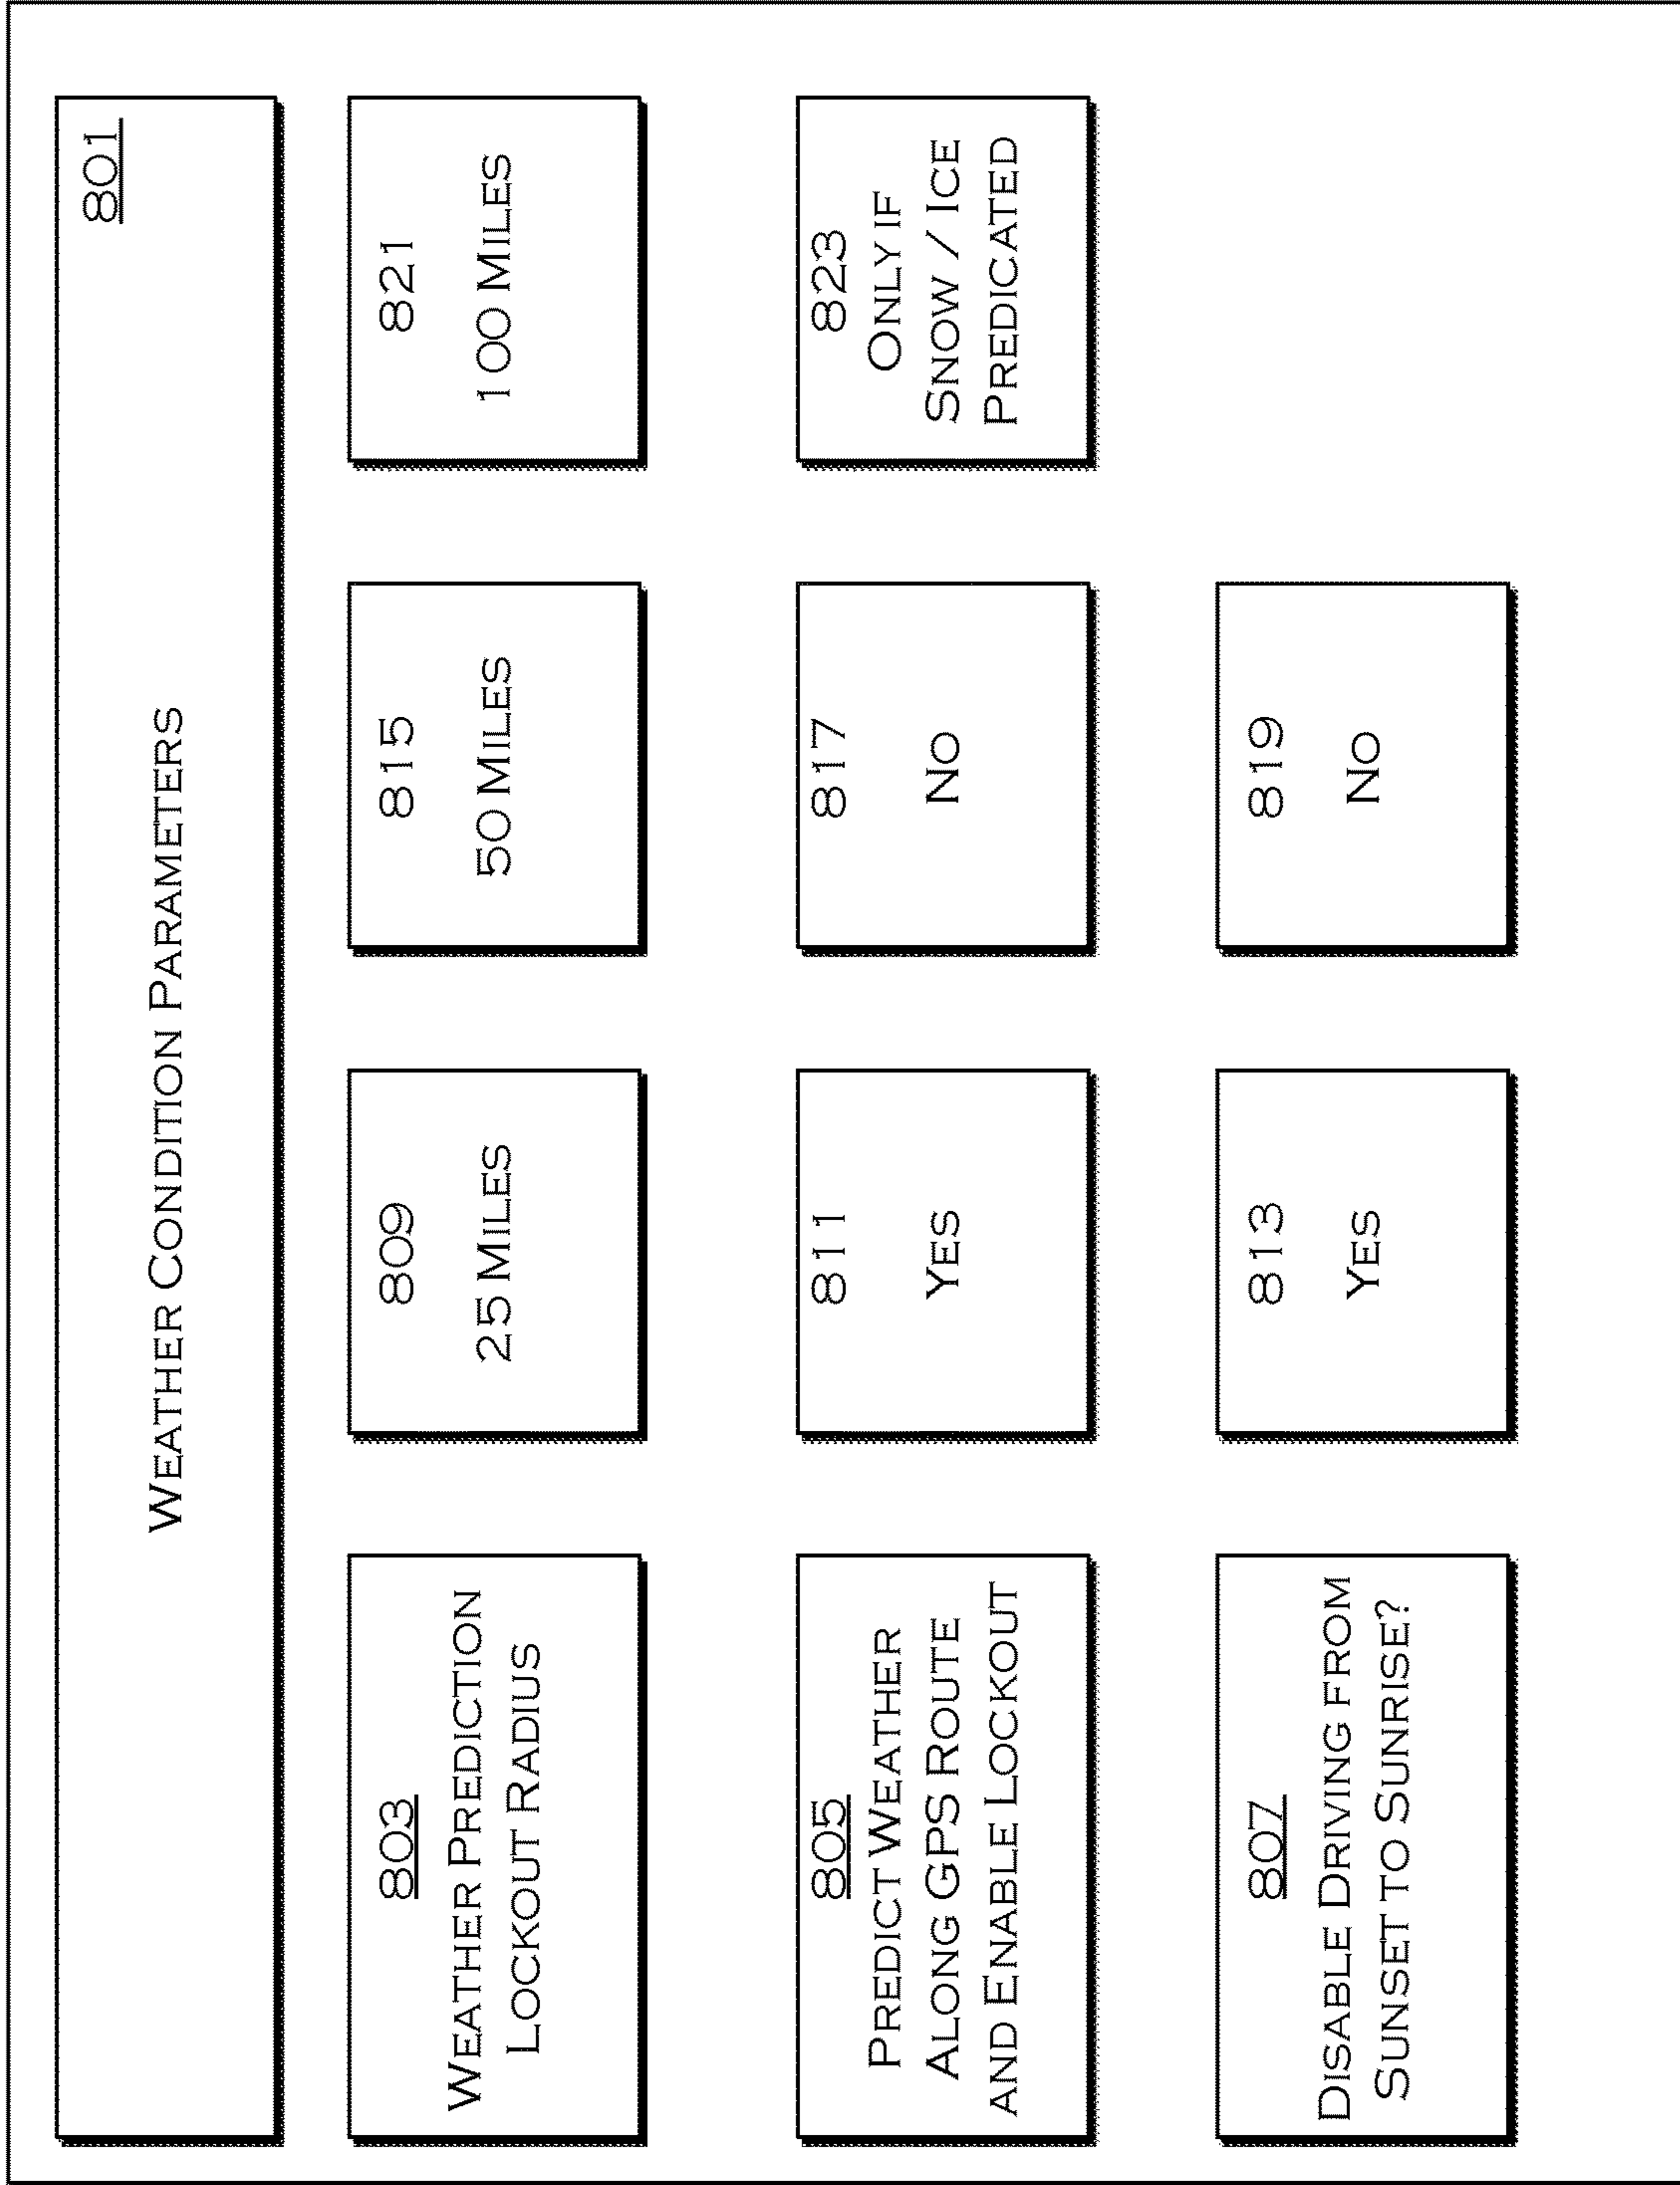 801
WEATHER CONDITION PARAMETERS
803
WEATHER PREDICTION
LOCKOUT RADIUS
809
25 MILES
815
50 MILES
821
100 MILES
805
PREDICT WEATHER
ALONG GPS ROUTE
AND ENABLE LOCKOUT
811
YES
817
NO
823
ONLY IF
SNOW / ICE
PREDICATED
807
DISABLE DRIVING FROM
SUNSET TO SUNRISE?
813
YES
819
NO